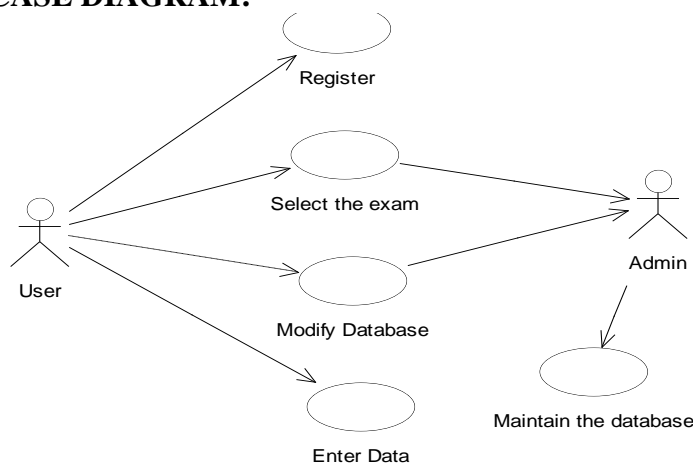 CASE DIAGRAM:
Register
Select the exam
Admin
User
Modify Database
Maintain the database
Enter Data